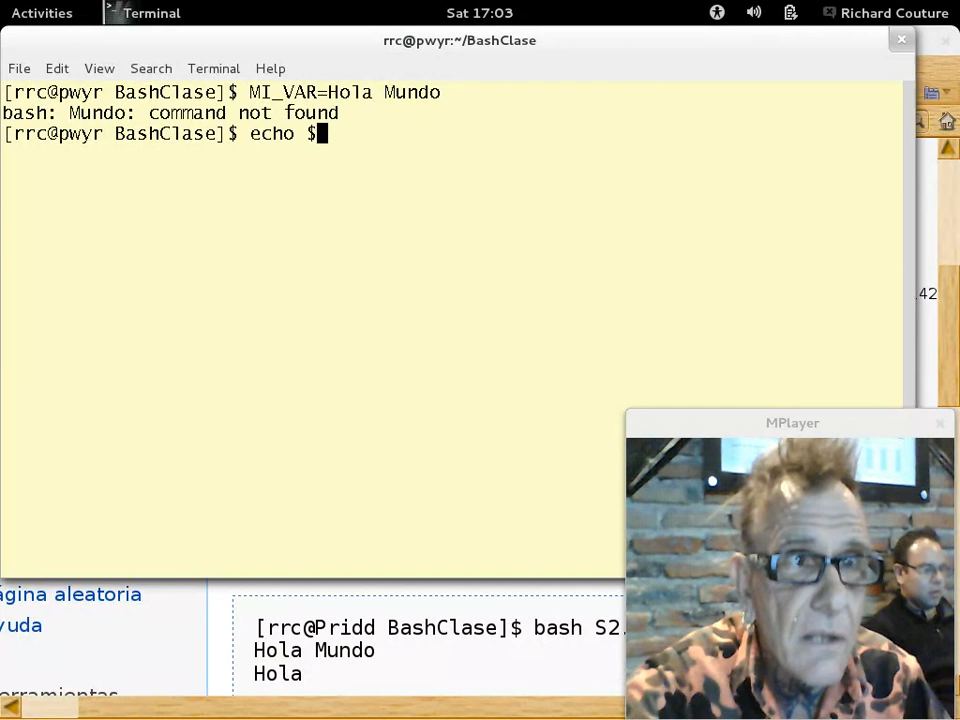 Activities Terminal Sat 17:03 Richard Couture
rrc@pwyr:~/BashClase
File Edit View Search Terminal Help
[rrc@pwyr BashClase]$ MI_VAR=Hola Mundo
bash: Mundo: command not found
[rrc@pwyr BashClase]$ echo $
42
MPlayer
ágina aleatoria
yuda
erramientas
[rrc@Pridd BashClase]$ bash S2.
Hola Mundo
Hola